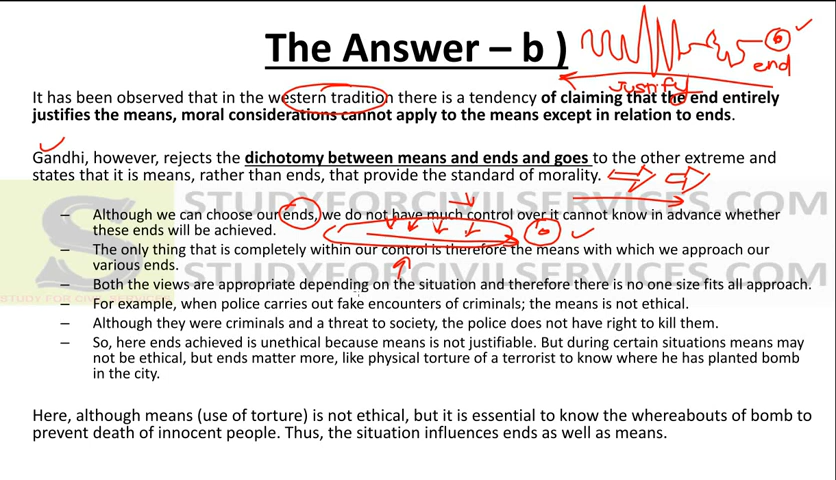 The Answer – b )
6
end
justify
It has been observed that in the western tradition there is a tendency of claiming that the end entirely
justifies the means, moral considerations cannot apply to the means except in relation to ends.
Gandhi, however, rejects the dichotomy between means and ends and goes to the other extreme and
states that it is means, rather than ends, that provide the standard of morality.
STUDYFORCIVILSERVICES.COM
– Although we can choose our ends, we do not have much control over it cannot know in advance whether
these ends will be achieved.
– The only thing that is completely within our control is therefore the means with which we approach our
various ends.
STUDYFORCIVILSERVICES.COM
– Both the views are appropriate depending on the situation and therefore there is no one size fits all approach.
STUDY FOR CIVIL SERVICES
– For example, when police carries out fake encounters of criminals; the means is not ethical.
– Although they were criminals and a threat to society, the police does not have right to kill them.
– So, here ends achieved is unethical because means is not justifiable. But during certain situations means may
not be ethical, but ends matter more, like physical torture of a terrorist to know where he has planted bomb
in the city.
Here, although means (use of torture) is not ethical, but it is essential to know the whereabouts of bomb to
prevent death of innocent people. Thus, the situation influences ends as well as means.